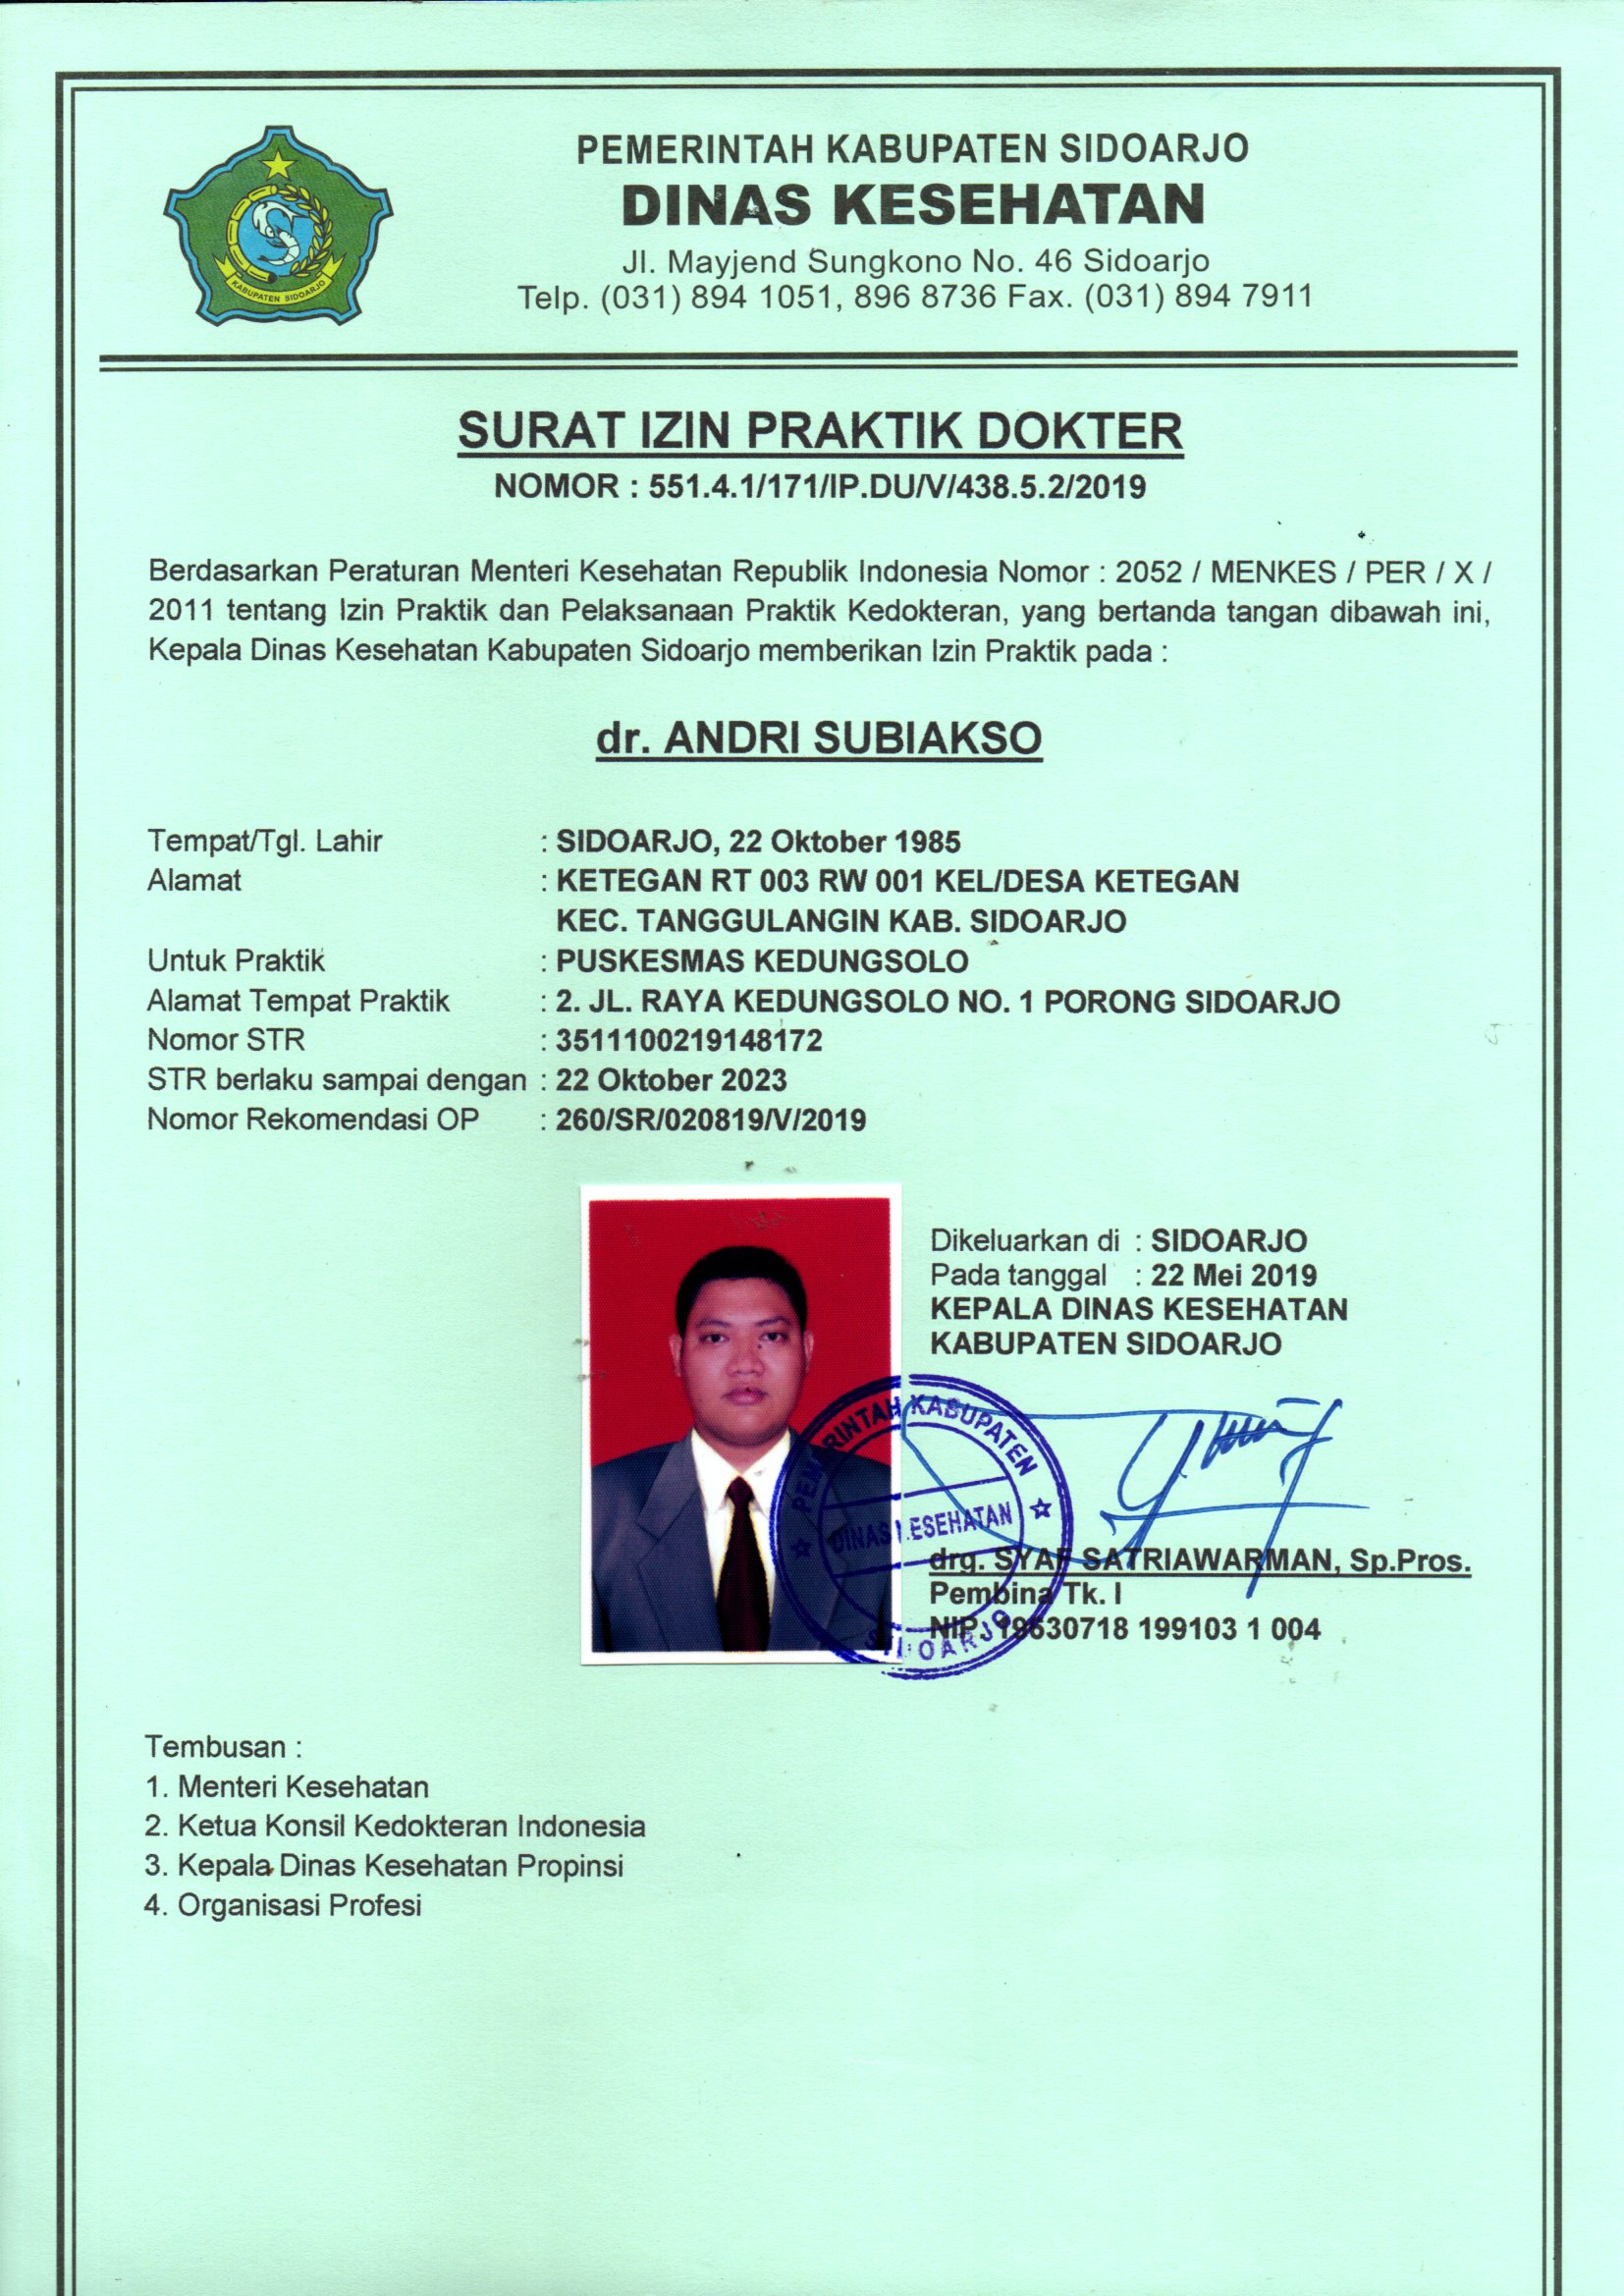 PEMERINTAH KABUPATEN SIDOARJO
DINAS KESEHATAN
Jl. Mayjend Sungkono No. 46 Sidoarjo
Telp. (031) 894 1051, 896 8736 Fax. (031) 894 7911
KABUPATEN SIDOARJO
SURAT IZIN PRAKTIK DOKTER
NOMOR : 551.4.1/171/IP.DU/V/438.5.2/2019
Berdasarkan Peraturan Menteri Kesehatan Republik Indonesia Nomor : 2052 / MENKES / PER / X /
2011 tentang Izin Praktik dan Pelaksanaan Praktik Kedokteran, yang bertanda tangan dibawah ini,
Kepala Dinas Kesehatan Kabupaten Sidoarjo memberikan Izin Praktik pada :
dr. ANDRI SUBIAKSO
Tempat/Tgl. Lahir : SIDOARJO, 22 Oktober 1985
Alamat : KETEGAN RT 003 RW 001 KEL/DESA KETEGAN
KEC. TANGGULANGIN KAB. SIDOARJO
Untuk Praktik : PUSKESMAS KEDUNGSOLO
Alamat Tempat Praktik : 2. JL. RAYA KEDUNGSOLO NO. 1 PORONG SIDOARJO
Nomor STR : 3511100219148172
STR berlaku sampai dengan : 22 Oktober 2023
Nomor Rekomendasi OP : 260/SR/020819/V/2019
Dikeluarkan di : SIDOARJO
Pada tanggal : 22 Mei 2019
KEPALA DINAS KESEHATAN
KABUPATEN SIDOARJO
PEMERINTAH KABUPATEN
DINAS KESEHATAN
SIDOARJO
drg. SYAF SATRIAWARMAN, Sp.Pros.
Pembina Tk. I
NIP. 19630718 199103 1 004
Tembusan :
1. Menteri Kesehatan
2. Ketua Konsil Kedokteran Indonesia
3. Kepala Dinas Kesehatan Propinsi
4. Organisasi Profesi